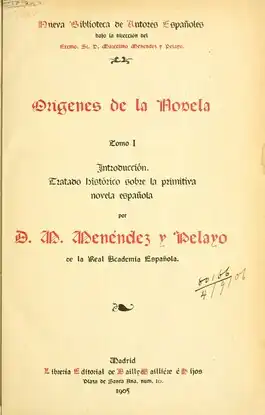 Nueva Biblioteca de Autores Españoles
bajo la dirección del
Excmo. Sr. D. Marcelino Menéndez y Pelayo.
Orígenes de la Novela
Tomo I
Introducción.
Tratado histórico sobre la primitiva
novela española
por
D. M. Menéndez y Pelayo
de la Real Academia Española.
Madrid
Librería Editorial de Bailly Baillière é Hijos
Plaza de Santa Ana, núm. 10.
1905